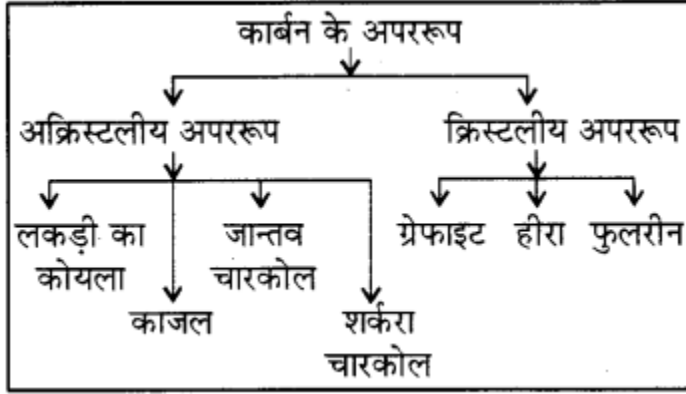 कार्बन के अपररूप
अक्रिस्टलीय अपररूप
क्रिस्टलीय अपररूप
लकड़ी का
कोयला
काजल
जान्तव
चारकोल
शर्करा
चारकोल
ग्रेफाइट
हीरा
फुलरीन